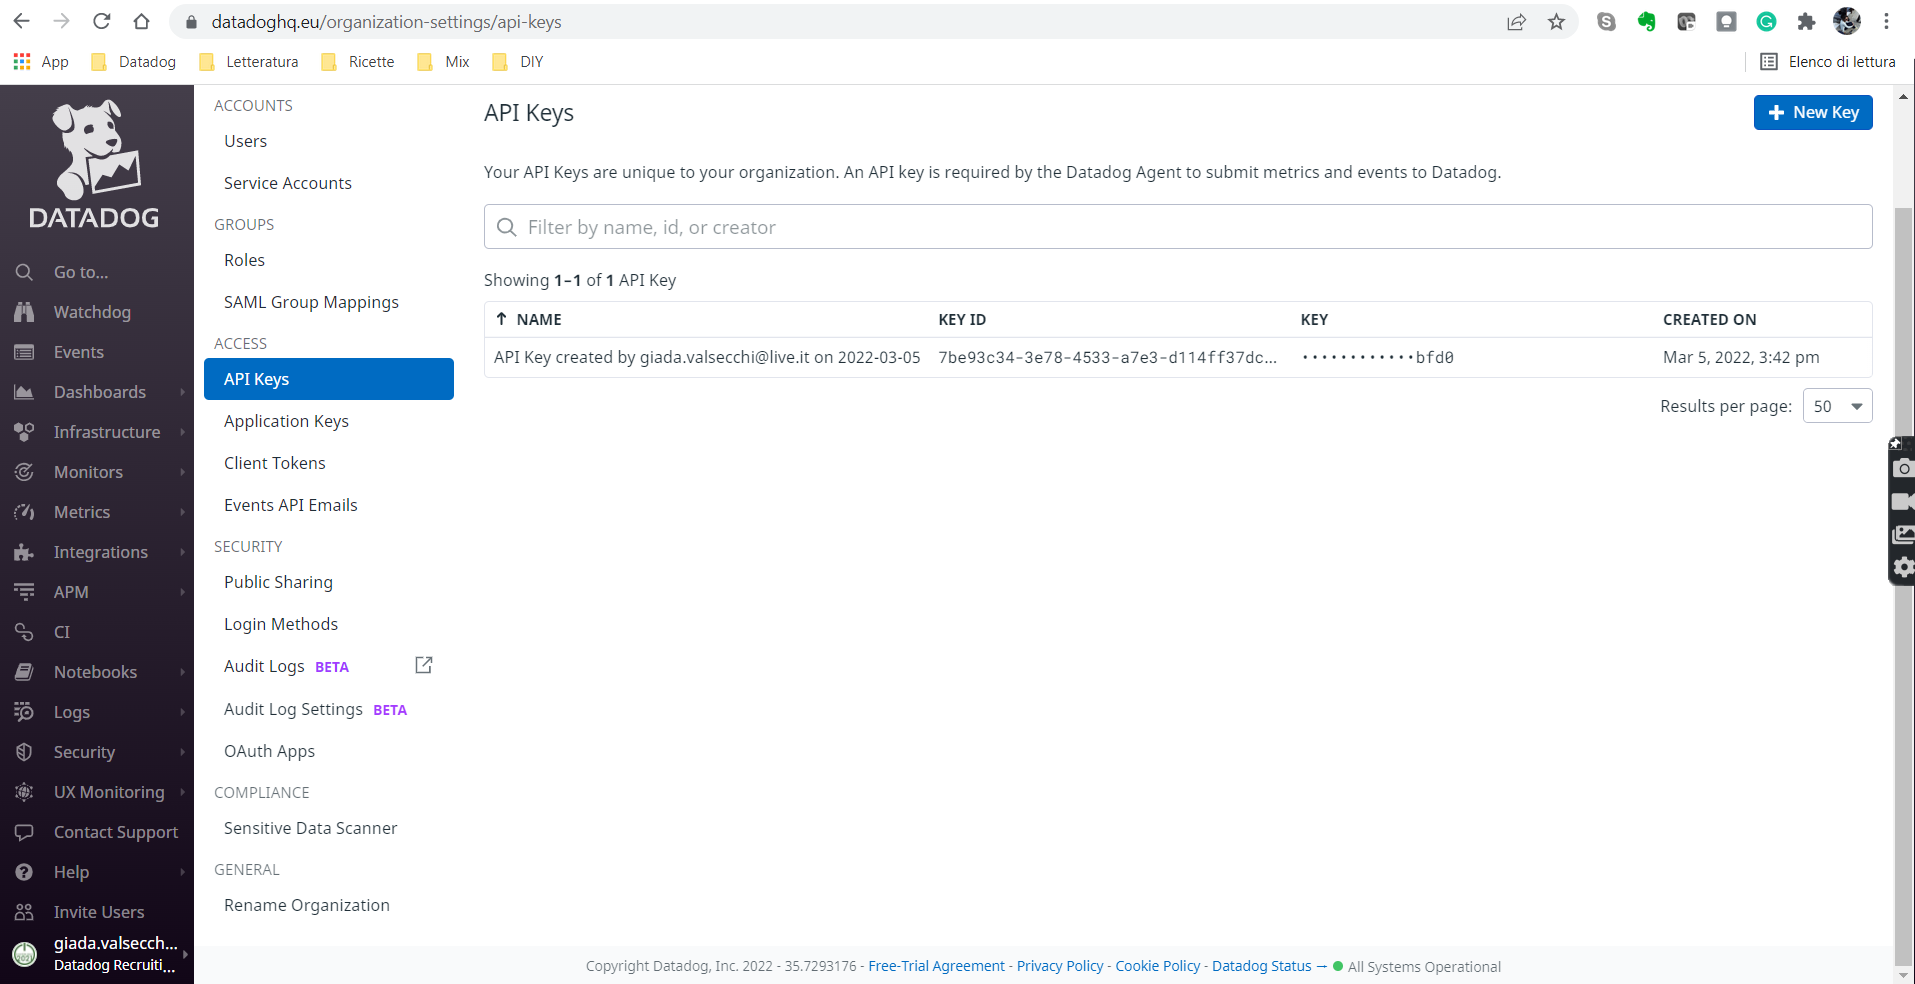 datadoghq.eu/organization-settings/api-keys
App
Datadog
Letteratura
Ricette
Mix
DIY
Elenco di lettura
DATADOG
Go to...
Watchdog
Events
Dashboards
Infrastructure
Monitors
Metrics
Integrations
APM
CI
Notebooks
Logs
Security
UX Monitoring
Contact Support
Help
Invite Users
giada.valsecch...
Datadog Recruiti...
ACCOUNTS
Users
Service Accounts
GROUPS
Roles
SAML Group Mappings
ACCESS
API Keys
Application Keys
Client Tokens
Events API Emails
SECURITY
Public Sharing
Login Methods
Audit Logs BETA
Audit Log Settings BETA
OAuth Apps
COMPLIANCE
Sensitive Data Scanner
GENERAL
Rename Organization
API Keys
New Key
Your API Keys are unique to your organization. An API key is required by the Datadog Agent to submit metrics and events to Datadog.
Filter by name, id, or creator
Showing 1–1 of 1 API Key
↑ NAME KEY ID KEY CREATED ON
API Key created by giada.valsecchi@live.it on 2022-03-05 7be93c34-3e78-4533-a7e3-d114ff37dc... ••••••••••••bfd0 Mar 5, 2022, 3:42 pm
Results per page: 50
Copyright Datadog, Inc. 2022 - 35.7293176 - Free-Trial Agreement - Privacy Policy - Cookie Policy - Datadog Status → All Systems Operational